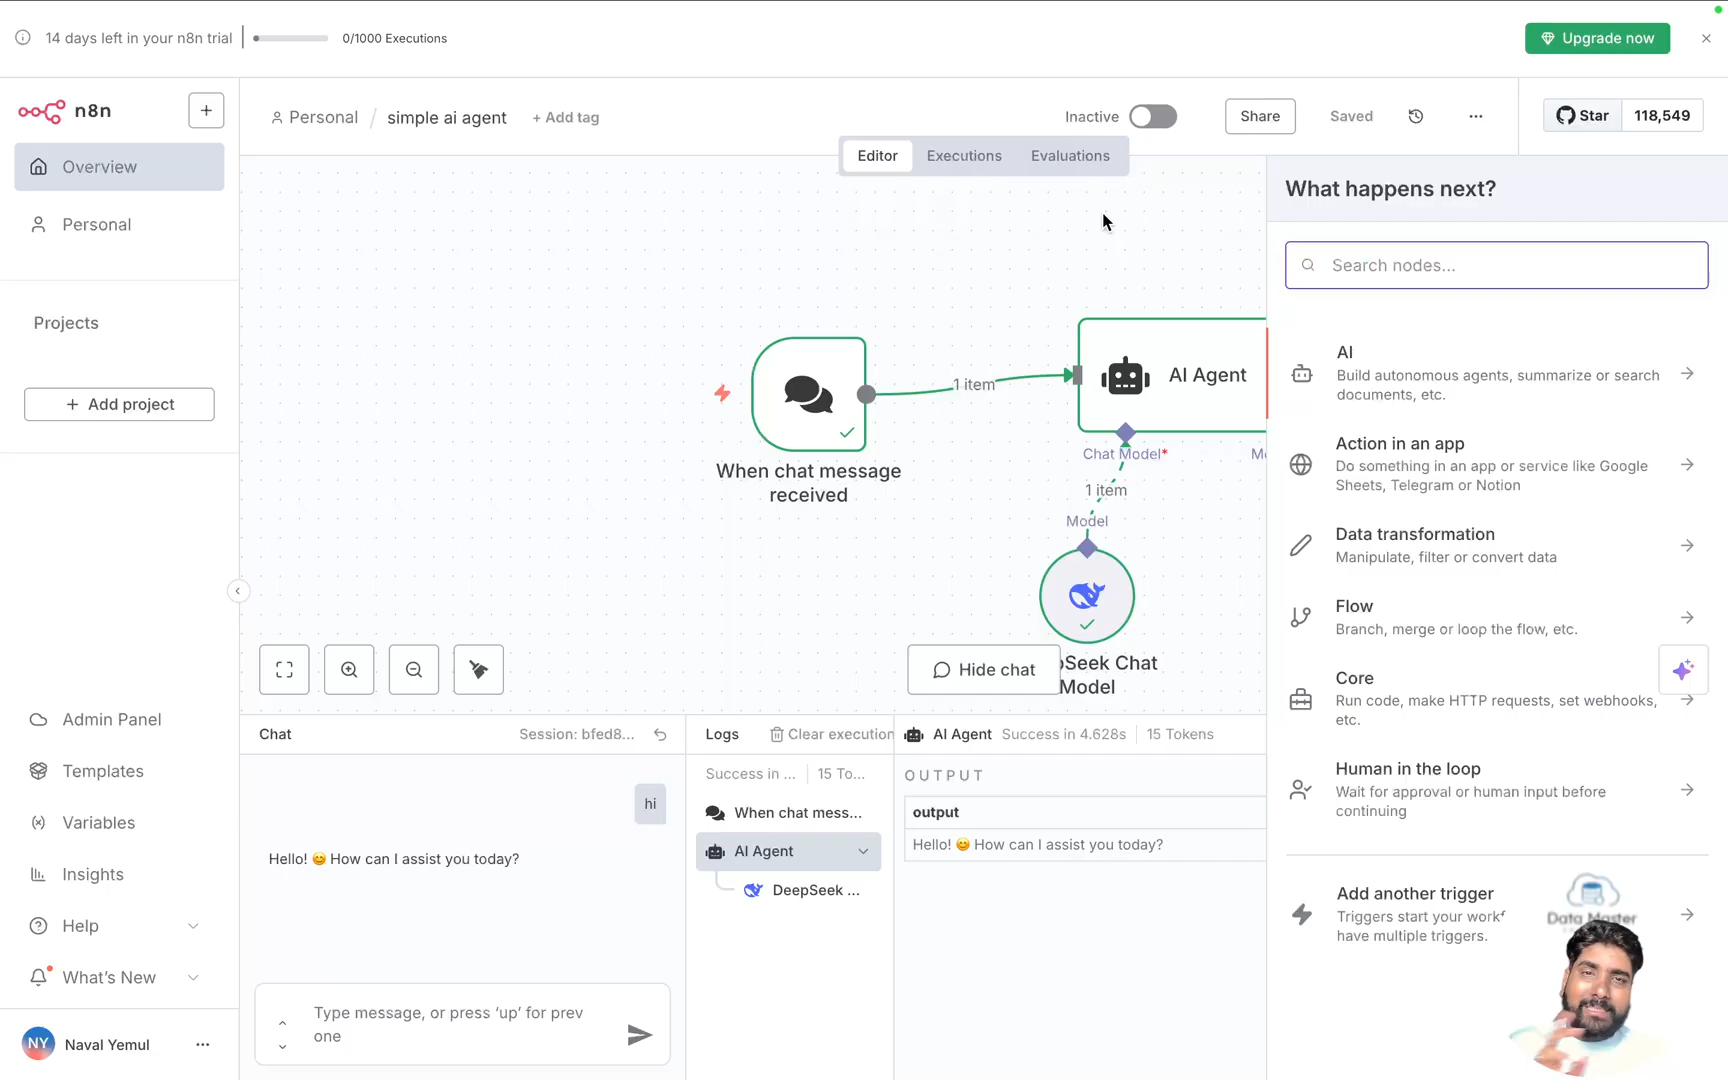 14 days left in your n8n trial
0/1000 Executions
Upgrade now
n8n
Personal / simple ai agent
+ Add tag
Inactive
Share
Saved
Star
118,549
Overview
Personal
Projects
+ Add project
Admin Panel
Templates
Variables
Insights
Help
What's New
NY
Naval Yemul
Editor
Executions
Evaluations
1 item
AI Agent
When chat message
received
Chat Model*
1 item
Model
Seek Chat
Model
Hide chat
Chat
Session: bfed8...
hi
Hello! 😊 How can I assist you today?
Type message, or press ‘up’ for prev
one
Logs
Clear execution
Success in ...
15 To...
When chat mess...
AI Agent
DeepSeek ...
AI Agent
Success in 4.628s
15 Tokens
OUTPUT
output
Hello! 😊 How can I assist you today?
What happens next?
Search nodes...
AI
Build autonomous agents, summarize or search
documents, etc.
Action in an app
Do something in an app or service like Google
Sheets, Telegram or Notion
Data transformation
Manipulate, filter or convert data
Flow
Branch, merge or loop the flow, etc.
Core
Run code, make HTTP requests, set webhooks,
etc.
Human in the loop
Wait for approval or human input before
continuing
Add another trigger
Triggers start your
have multiple triggers.
Data Master